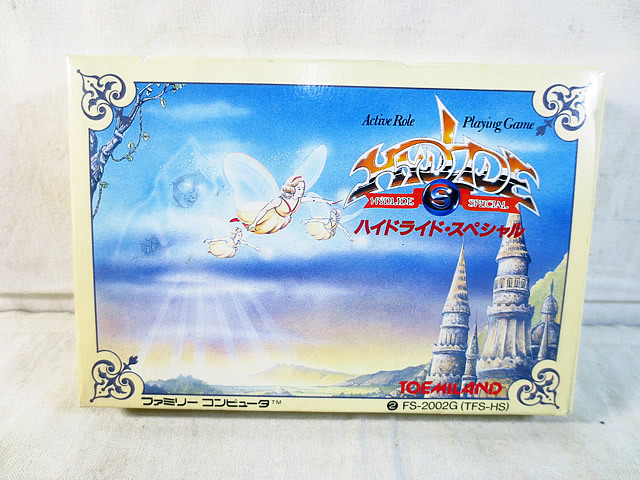 Active Role Playing Game
HYDLIDE
HYDLIDE S SPECIAL
ハイドライド・スペシャル
TOEMILAND
ファミリー コンピュータ™ ② FS-2002G (TFS-HS)